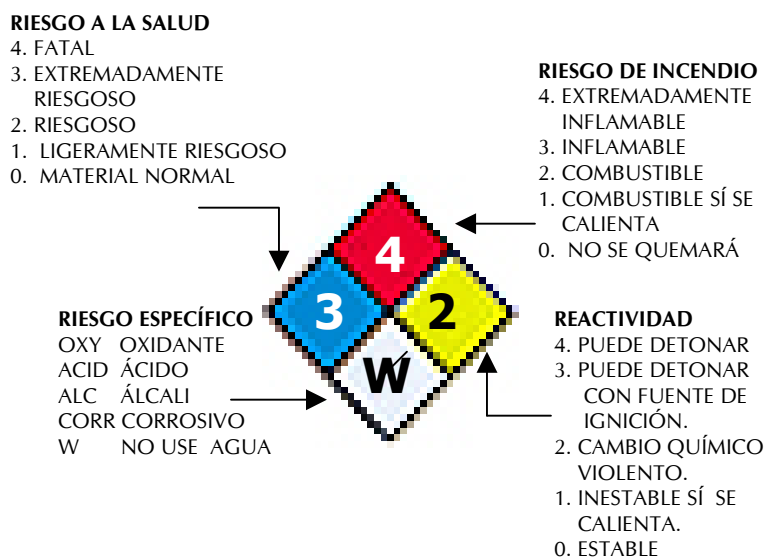 RIESGO A LA SALUD
4. FATAL
3. EXTREMADAMENTE
RIESGOSO
2. RIESGOSO
1. LIGERAMENTE RIESGOSO
0. MATERIAL NORMAL
RIESGO DE INCENDIO
4. EXTREMADAMENTE
INFLAMABLE
3. INFLAMABLE
2. COMBUSTIBLE
1. COMBUSTIBLE SÍ SE
CALIENTA
0. NO SE QUEMARÁ
4
3
2
W
RIESGO ESPECÍFICO
OXY OXIDANTE
ACID ÁCIDO
ALC ÁLCALI
CORR CORROSIVO
W NO USE AGUA
REACTIVIDAD
4. PUEDE DETONAR
3. PUEDE DETONAR
CON FUENTE DE
IGNICIÓN.
2. CAMBIO QUÍMICO
VIOLENTO.
1. INESTABLE SÍ SE
CALIENTA.
0. ESTABLE